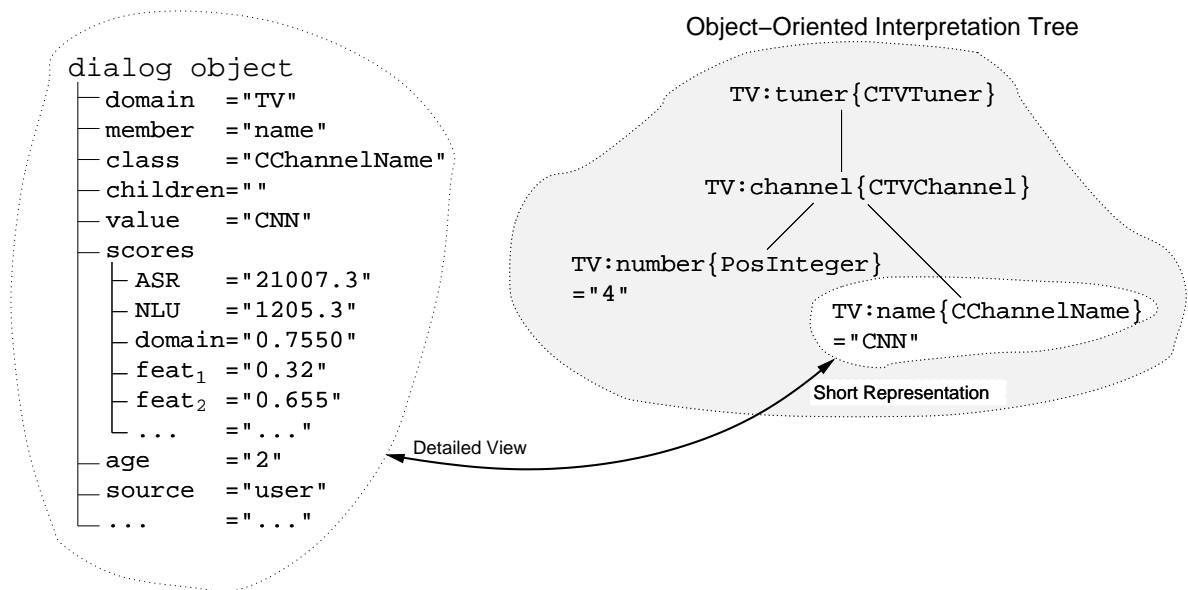 Object–Oriented Interpretation Tree
dialog object
domain ="TV"
member ="name"
class ="CChannelName"
children=""
value ="CNN"
scores
ASR ="21007.3"
NLU ="1205.3"
domain="0.7550"
feat₁ ="0.32"
feat₂ ="0.655"
... ="..."
age ="2"
source ="user"
... ="..."
TV:tuner{CTVTuner}
TV:channel{CTVChannel}
TV:number{PosInteger}
="4"
TV:name{CChannelName}
="CNN"
Short Representation
Detailed View